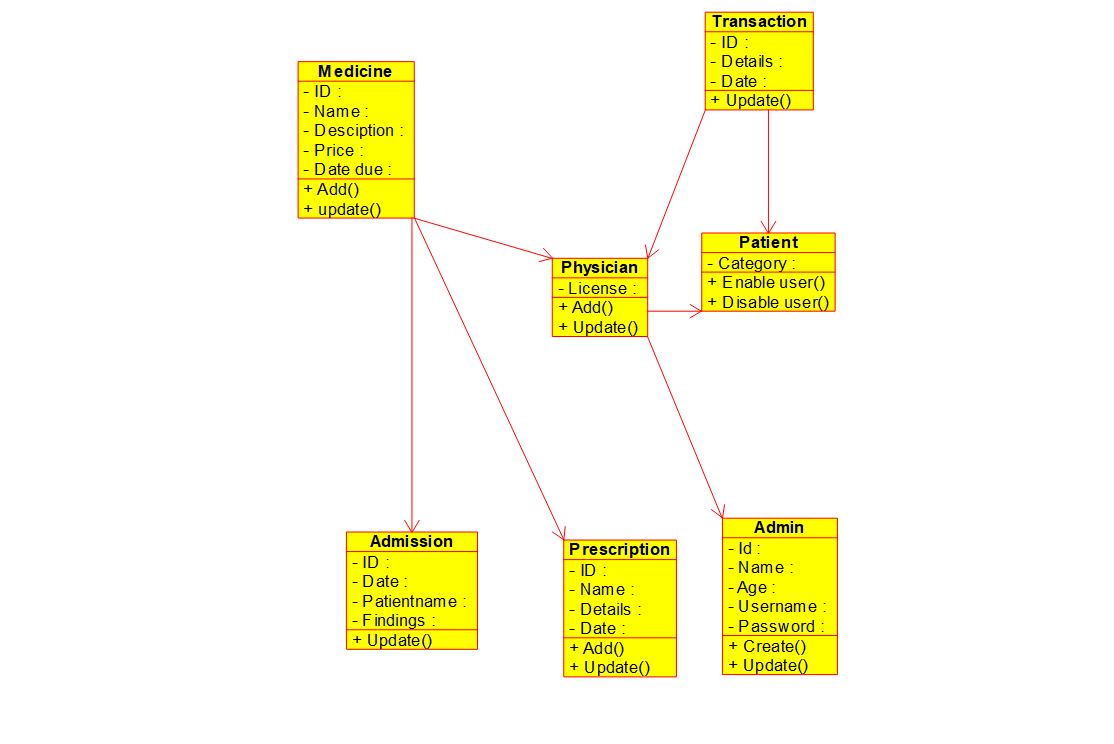 Transaction
- ID :
- Details :
- Date :
+ Update()
Medicine
- ID :
- Name :
- Desciption :
- Price :
- Date due :
+ Add()
+ update()
Patient
- Category :
+ Enable user()
+ Disable user()
Physician
- License :
+ Add()
+ Update()
Admission
- ID :
- Date :
- Patientname :
- Findings :
+ Update()
Prescription
- ID :
- Name :
- Details :
- Date :
+ Add()
+ Update()
Admin
- Id :
- Name :
- Age :
- Username :
- Password :
+ Create()
+ Update()